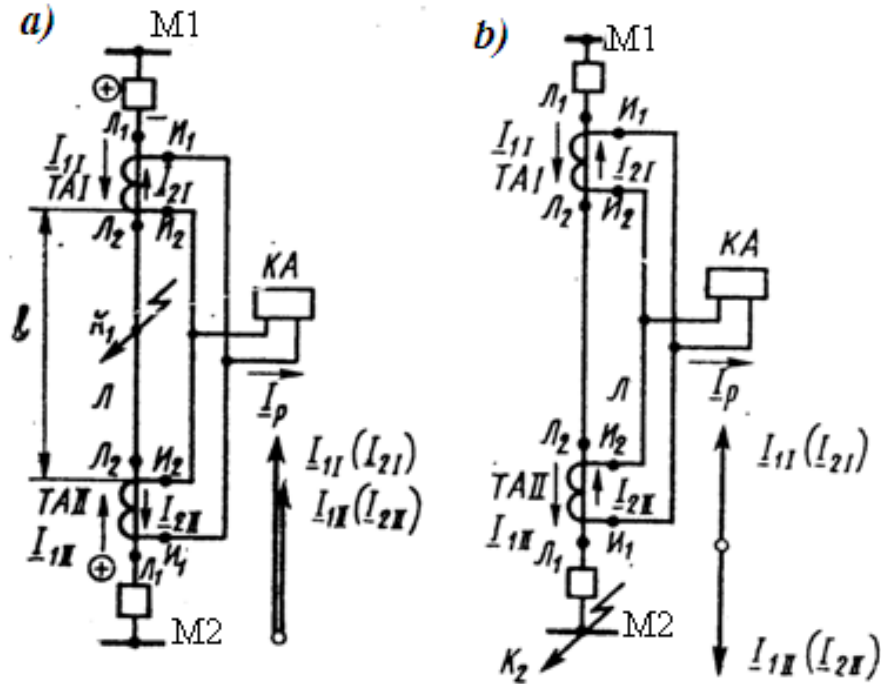 a)
M1
Л1
И1
I1I
TAI
I2I
Л2
И2
KA
l
K1
Л
Ip
Л2
И2
TAII
I2II
I1II
И1
Л1
M2
I1I (I2I)
I1II (I2II)
b)
M1
Л1
И1
I1I
TAI
I2I
Л2
И2
KA
Л
Ip
Л2
И2
TAII
I2II
I1II
И1
Л1
M2
K2
I1I (I2I)
I1II (I2II)